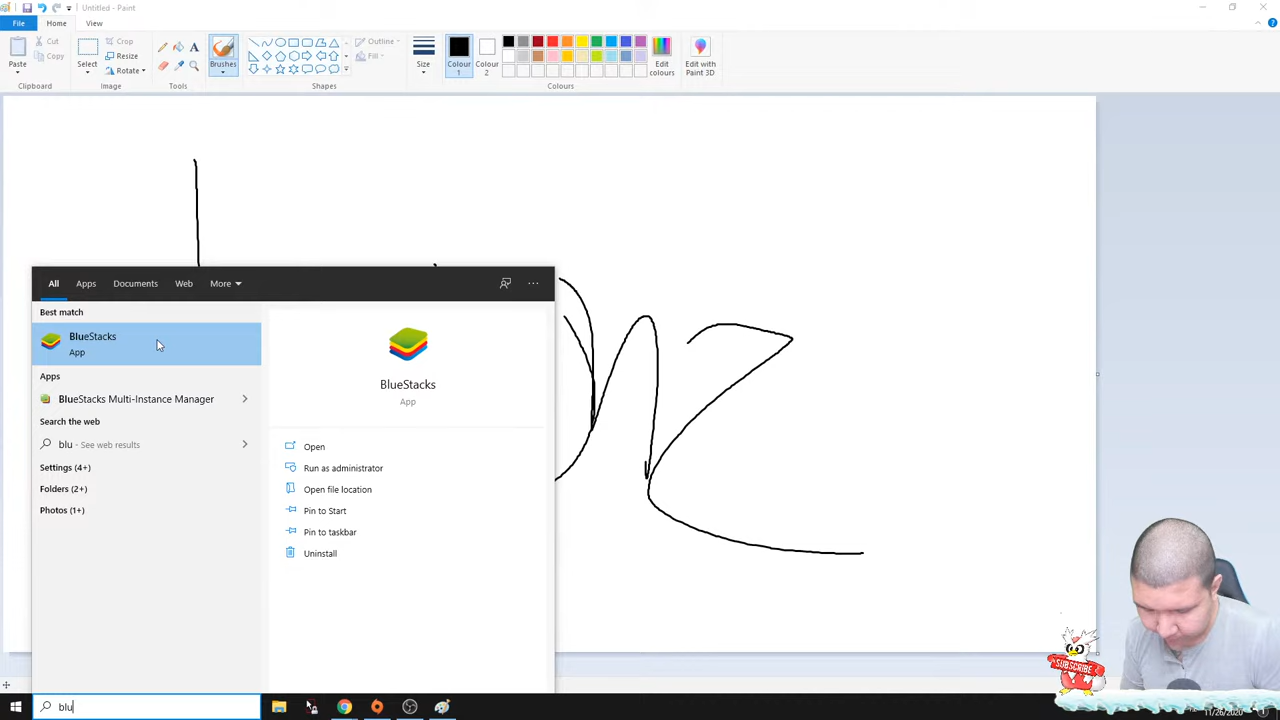 Untitled - Paint
File
Home
View
Paste
Cut
Copy
Clipboard
Select
Crop
Resize
Rotate
Image
Tools
Brushes
Shapes
Outline
Fill
Size
Colour 1
Colour 2
Colours
Edit colours
Edit with Paint 3D
All
Apps
Documents
Web
More
Best match
BlueStacks
App
Apps
BlueStacks Multi-Instance Manager
Search the web
blu - See web results
Settings (4+)
Folders (2+)
Photos (1+)
BlueStacks
App
Open
Run as administrator
Open file location
Pin to Start
Pin to taskbar
Uninstall
blu
SUBSCRIBE
11/26/2020